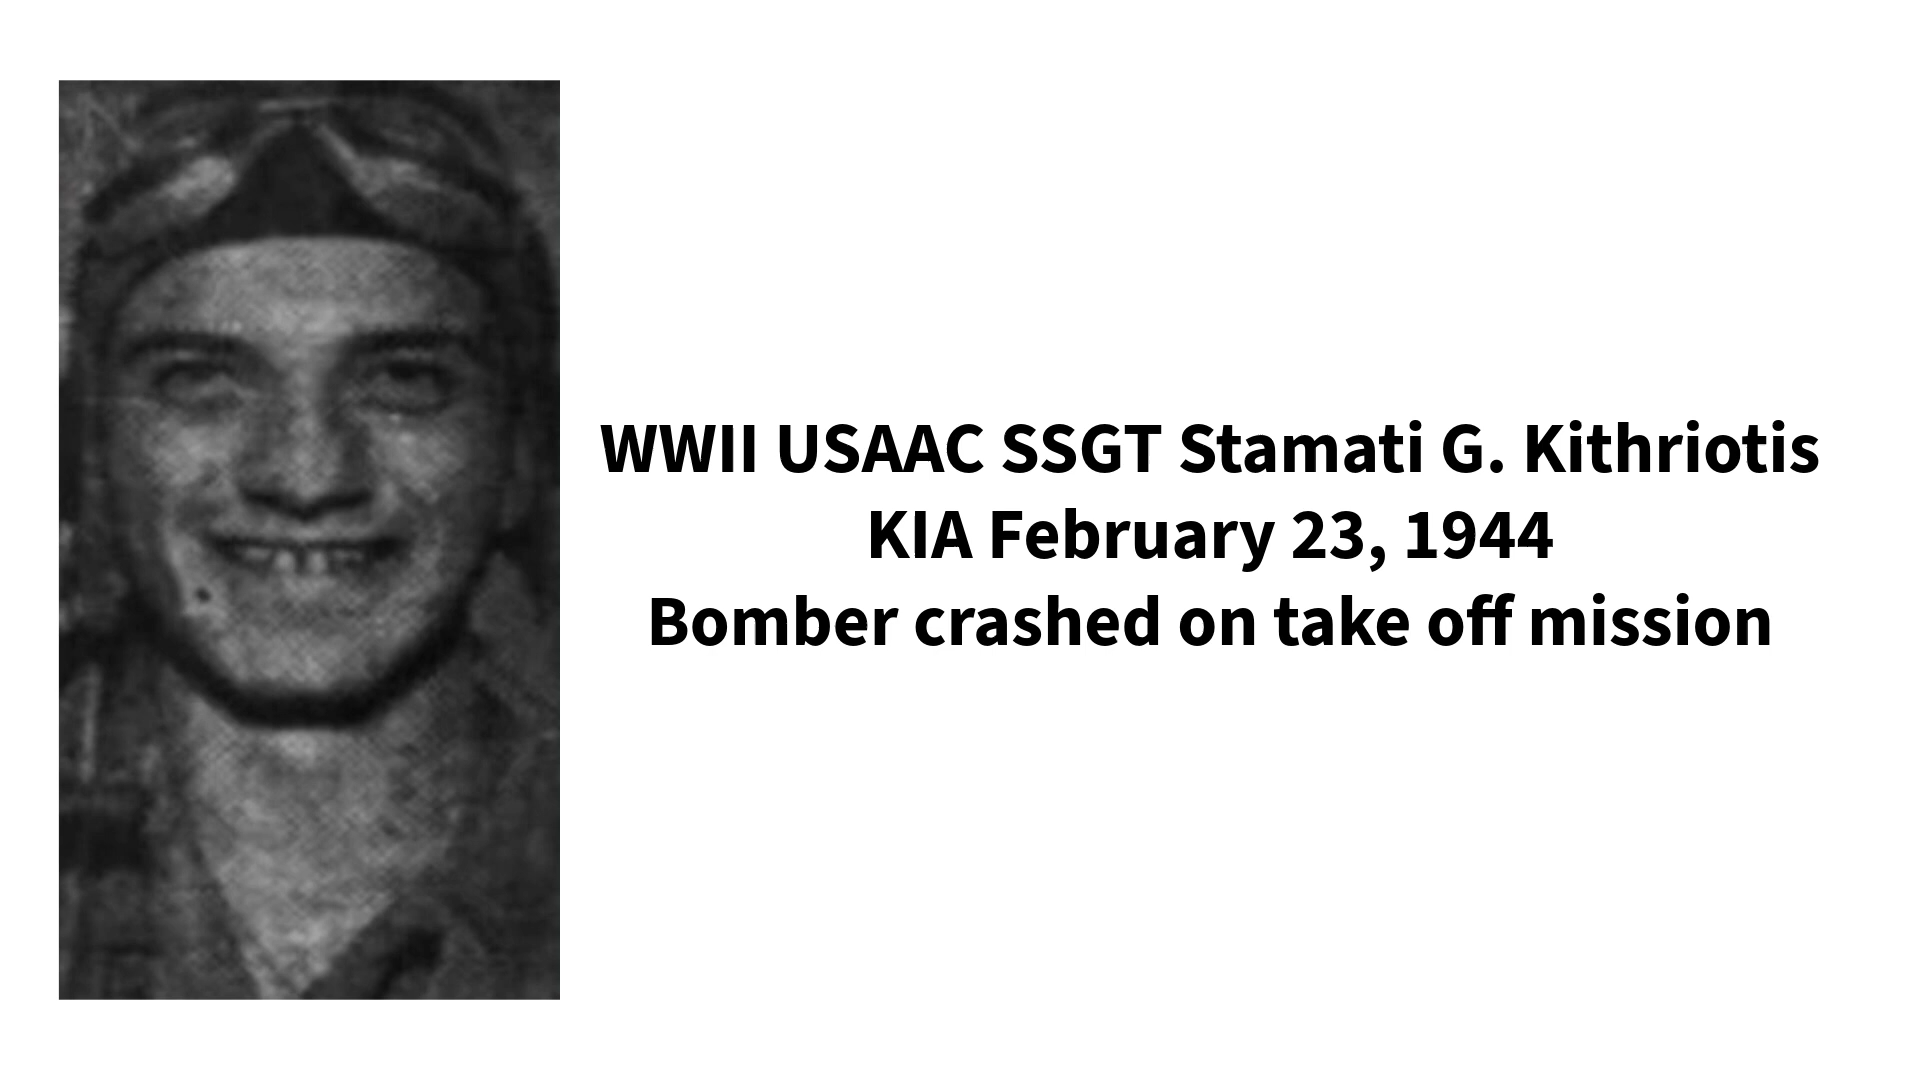 WWII USAAC SSGT Stamati G. Kithriotis
KIA February 23, 1944
Bomber crashed on take off mission